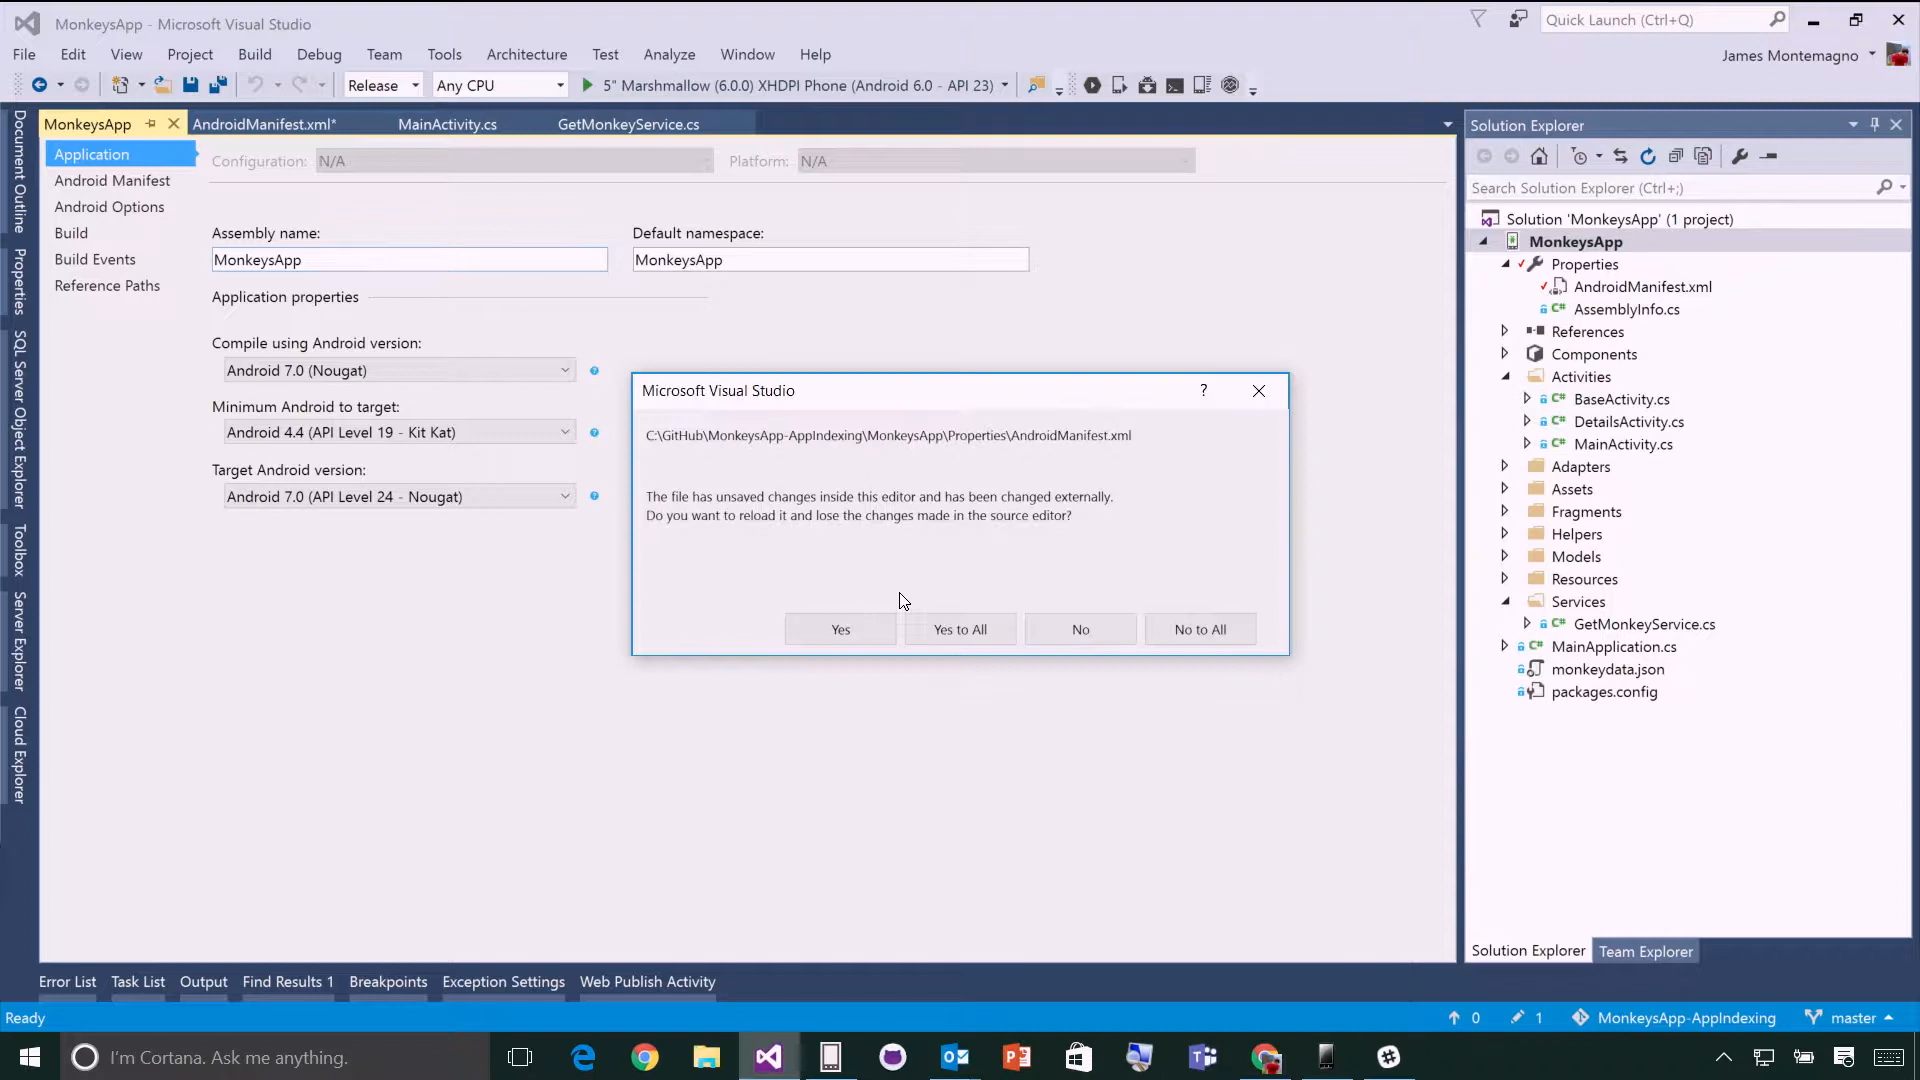 MonkeysApp - Microsoft Visual Studio
Quick Launch (Ctrl+Q)
File Edit View Project Build Debug Team Tools Architecture Test Analyze Window Help
James Montemagno
Release Any CPU 5" Marshmallow (6.0.0) XHDPI Phone (Android 6.0 - API 23)
MonkeysApp AndroidManifest.xml* MainActivity.cs GetMonkeyService.cs
Document Outline
Properties
SQL Server Object Explorer
Toolbox
Server Explorer
Cloud Explorer
Application
Android Manifest
Android Options
Build
Build Events
Reference Paths
Configuration: N/A Platform: N/A
Assembly name: Default namespace:
MonkeysApp MonkeysApp
Application properties
Compile using Android version:
Android 7.0 (Nougat)
Minimum Android to target:
Android 4.4 (API Level 19 - Kit Kat)
Target Android version:
Android 7.0 (API Level 24 - Nougat)
Microsoft Visual Studio ?
C:\GitHub\MonkeysApp-AppIndexing\MonkeysApp\Properties\AndroidManifest.xml
The file has unsaved changes inside this editor and has been changed externally.
Do you want to reload it and lose the changes made in the source editor?
Yes Yes to All No No to All
Solution Explorer
Search Solution Explorer (Ctrl+;)
Solution 'MonkeysApp' (1 project)
MonkeysApp
Properties
AndroidManifest.xml
C# AssemblyInfo.cs
References
Components
Activities
C# BaseActivity.cs
C# DetailsActivity.cs
C# MainActivity.cs
Adapters
Assets
Fragments
Helpers
Models
Resources
Services
C# GetMonkeyService.cs
C# MainApplication.cs
monkeydata.json
packages.config
Solution Explorer Team Explorer
Error List Task List Output Find Results 1 Breakpoints Exception Settings Web Publish Activity
Ready 0 1 MonkeysApp-AppIndexing master
I'm Cortana. Ask me anything.